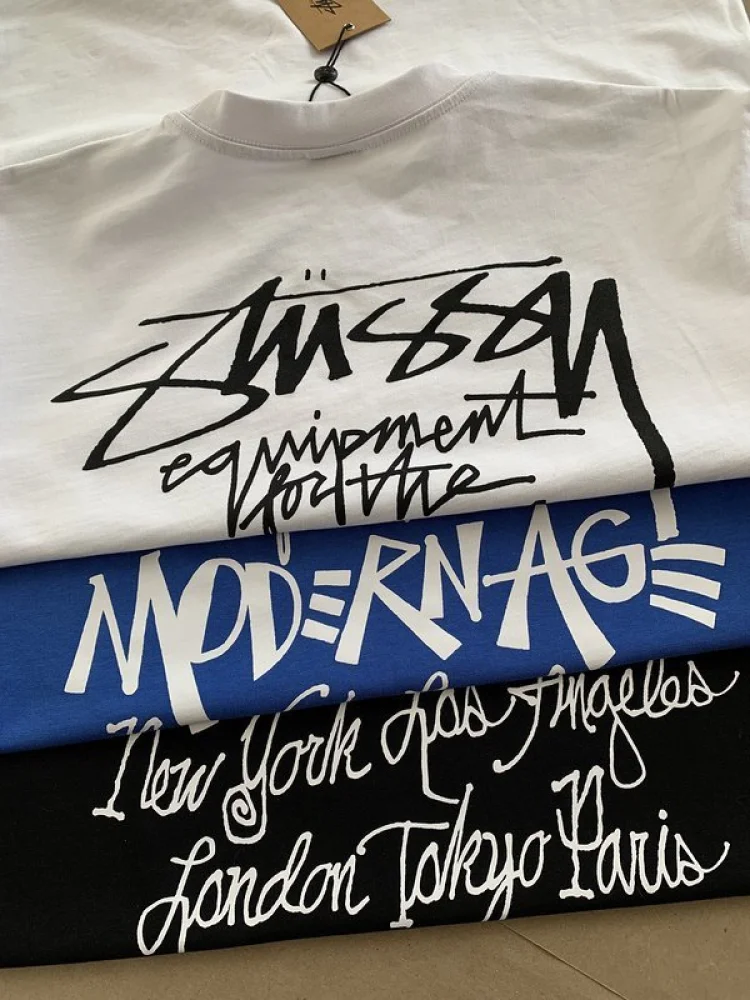 Stüssy
equipment
for the
MODERN AGE
New York Los Angeles
London Tokyo Paris